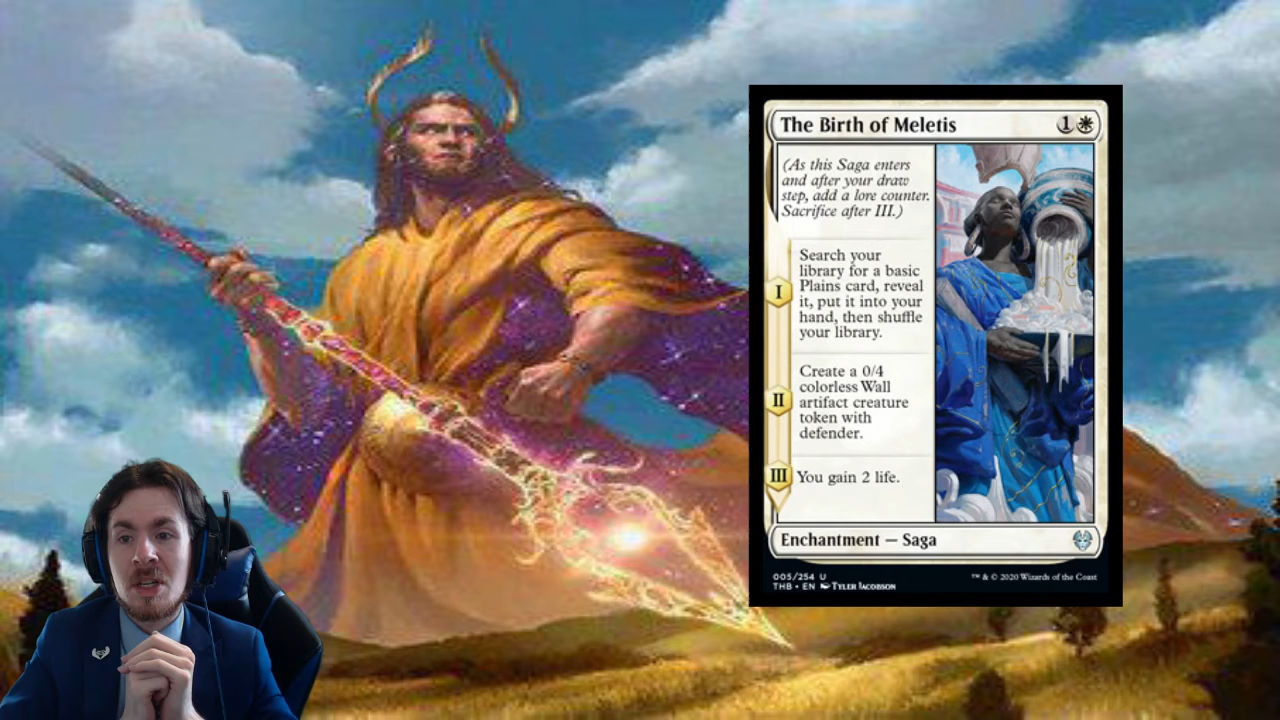 The Birth of Meletis 1
(As this Saga enters
and after your draw
step, add a lore counter.
Sacrifice after III.)
I
Search your
library for a basic
Plains card, reveal
it, put it into your
hand, then shuffle
your library.
II
Create a 0/4
colorless Wall
artifact creature
token with
defender.
III You gain 2 life.
Enchantment — Saga
005/254 U
THB • EN Tyler Jacobson
™ & © 2020 Wizards of the Coast